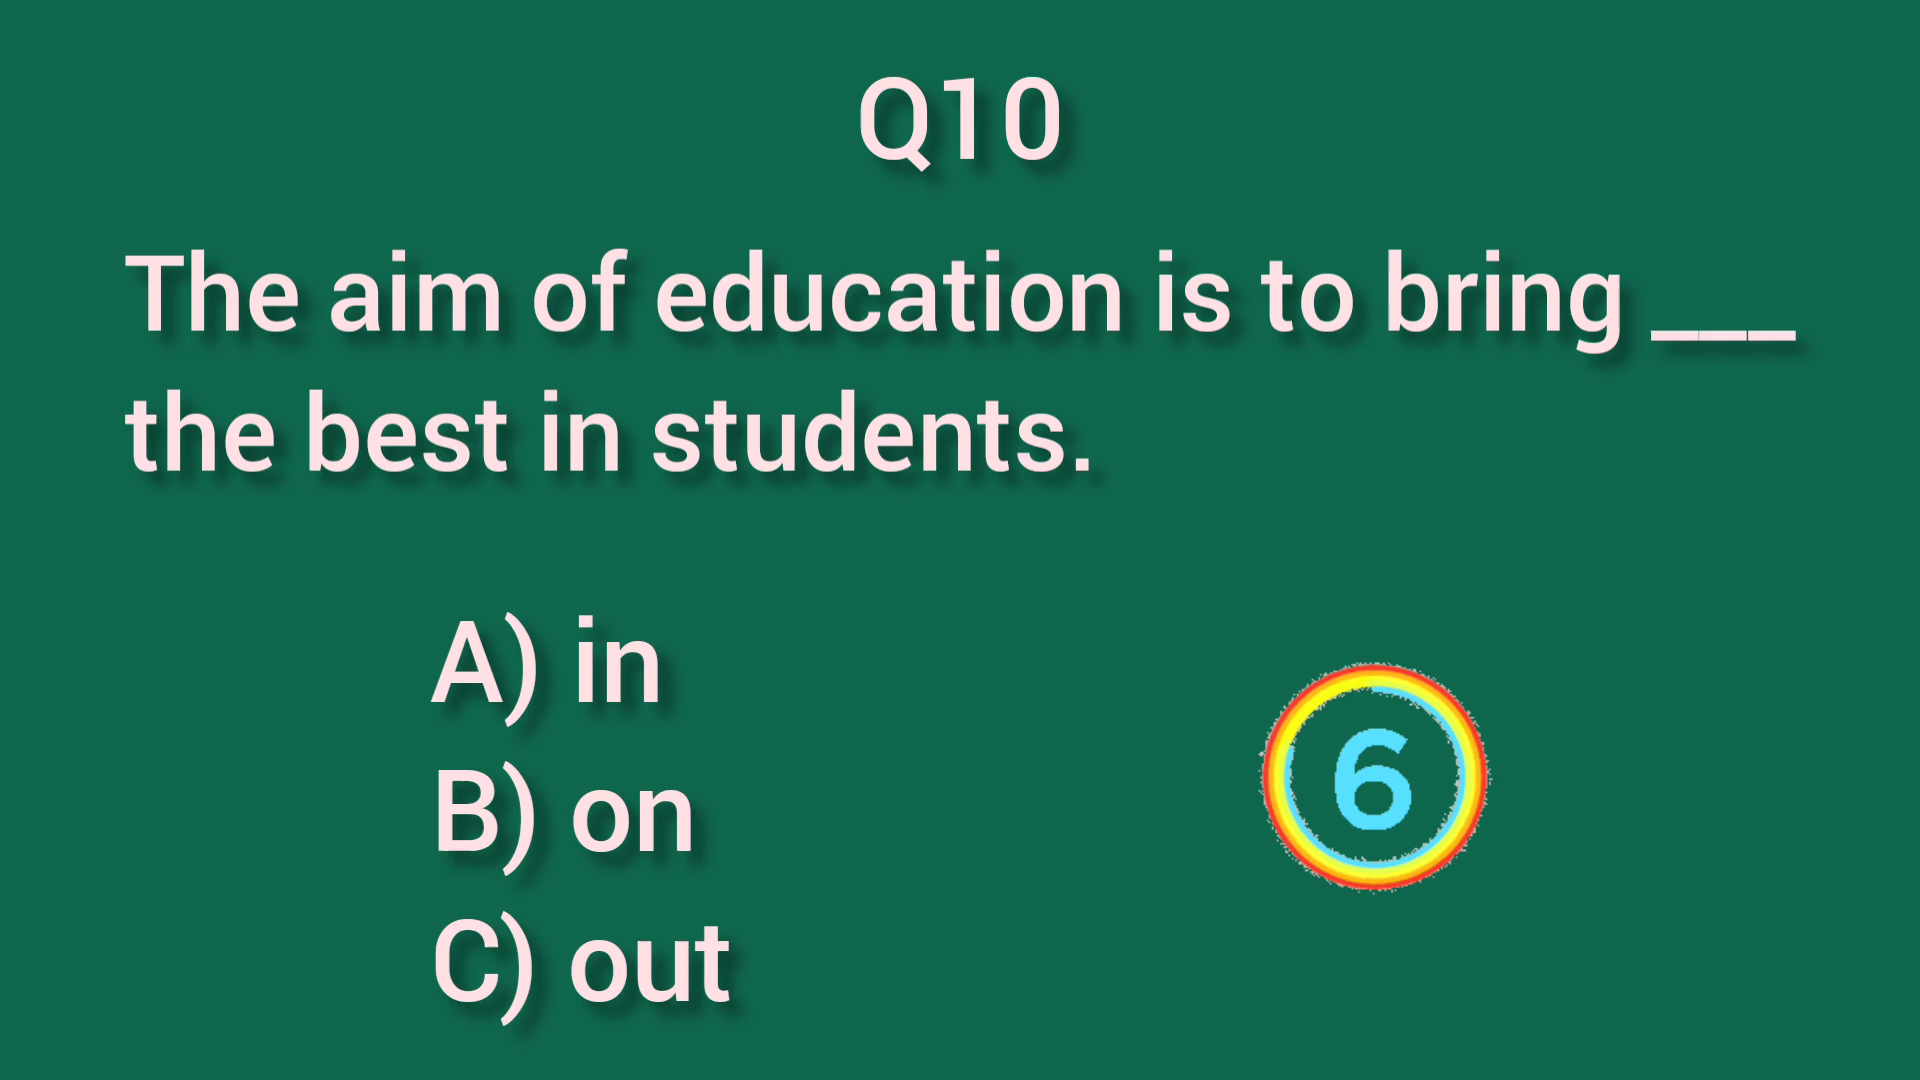 Q10
The aim of education is to bring ___
the best in students.
A) in
B) on
6
C) out